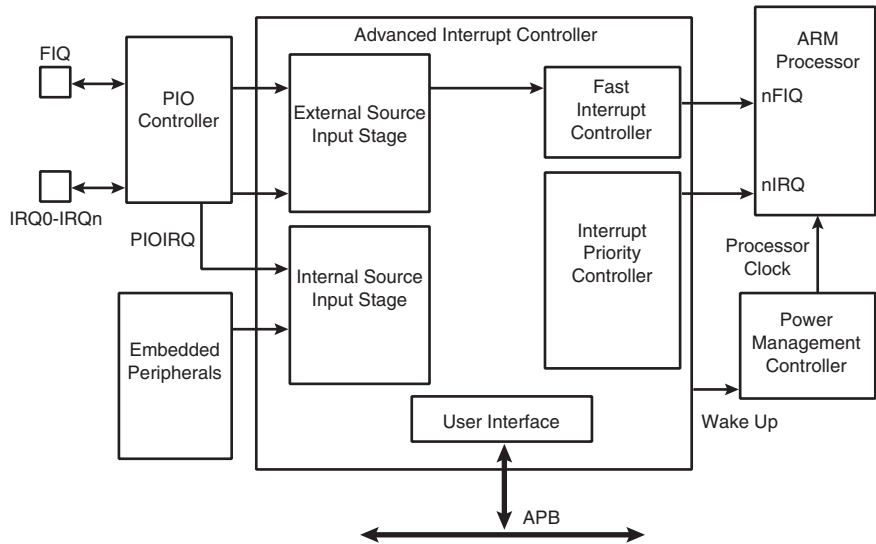 Advanced Interrupt Controller
FIQ
PIO
Controller
IRQ0-IRQn
PIOIRQ
Embedded
Peripherals
External Source
Input Stage
Internal Source
Input Stage
Fast
Interrupt
Controller
Interrupt
Priority
Controller
User Interface
APB
ARM
Processor
nFIQ
nIRQ
Processor
Clock
Power
Management
Controller
Wake Up